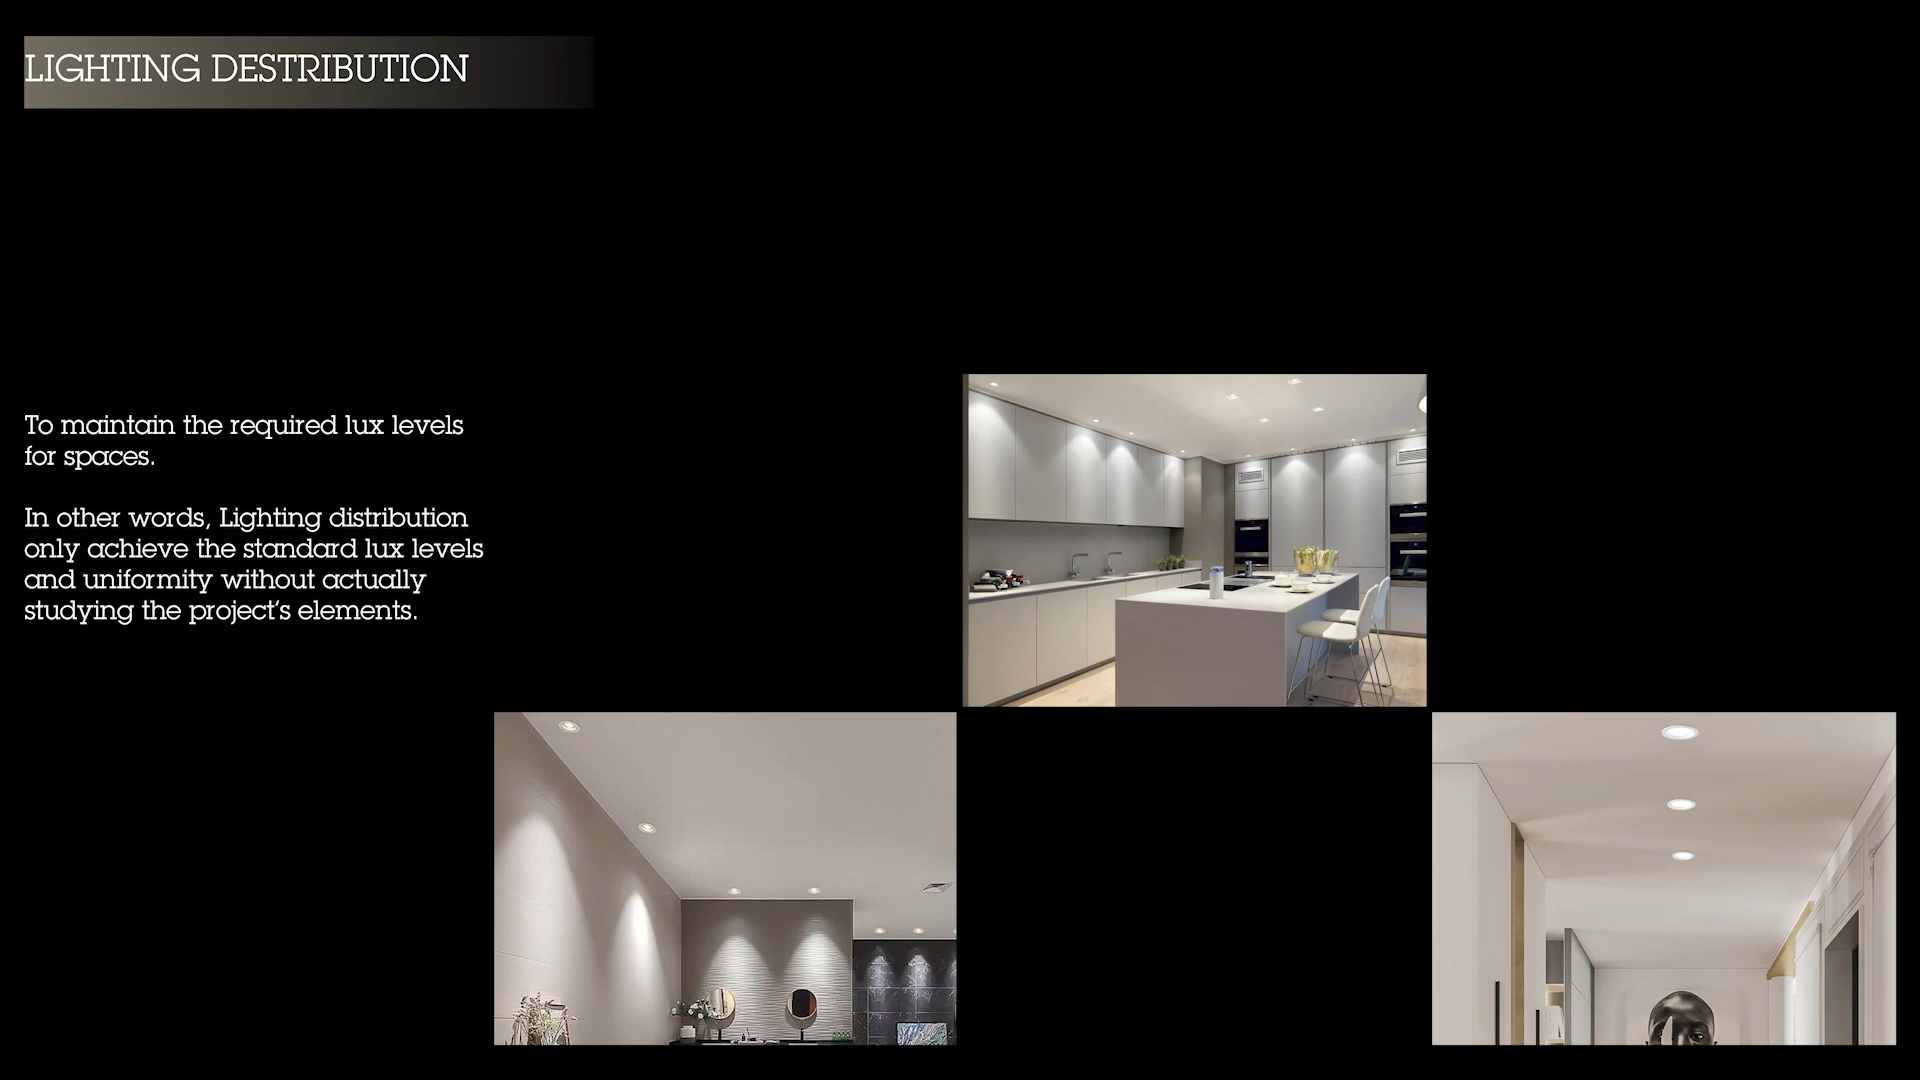 LIGHTING DESTRIBUTION
To maintain the required lux levels
for spaces.
In other words, Lighting distribution
only achieve the standard lux levels
and uniformity without actually
studying the project's elements.